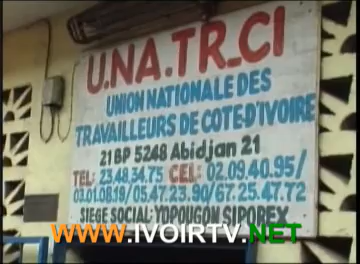 U.NA.TR_CI
UNION NATIONALE DES
TRAVAILLEURS DE COTE-D'IVOIRE
21 BP 5248 Abidjan 21
TEL: 23.48.34.75 CEL: 02.09.40.95/
03.01.08.19/05.47.23.90/67.25.47.72
SIEGE SOCIAL: YOPOUGON SIPOREX
WWW.IVOIRTV.NET